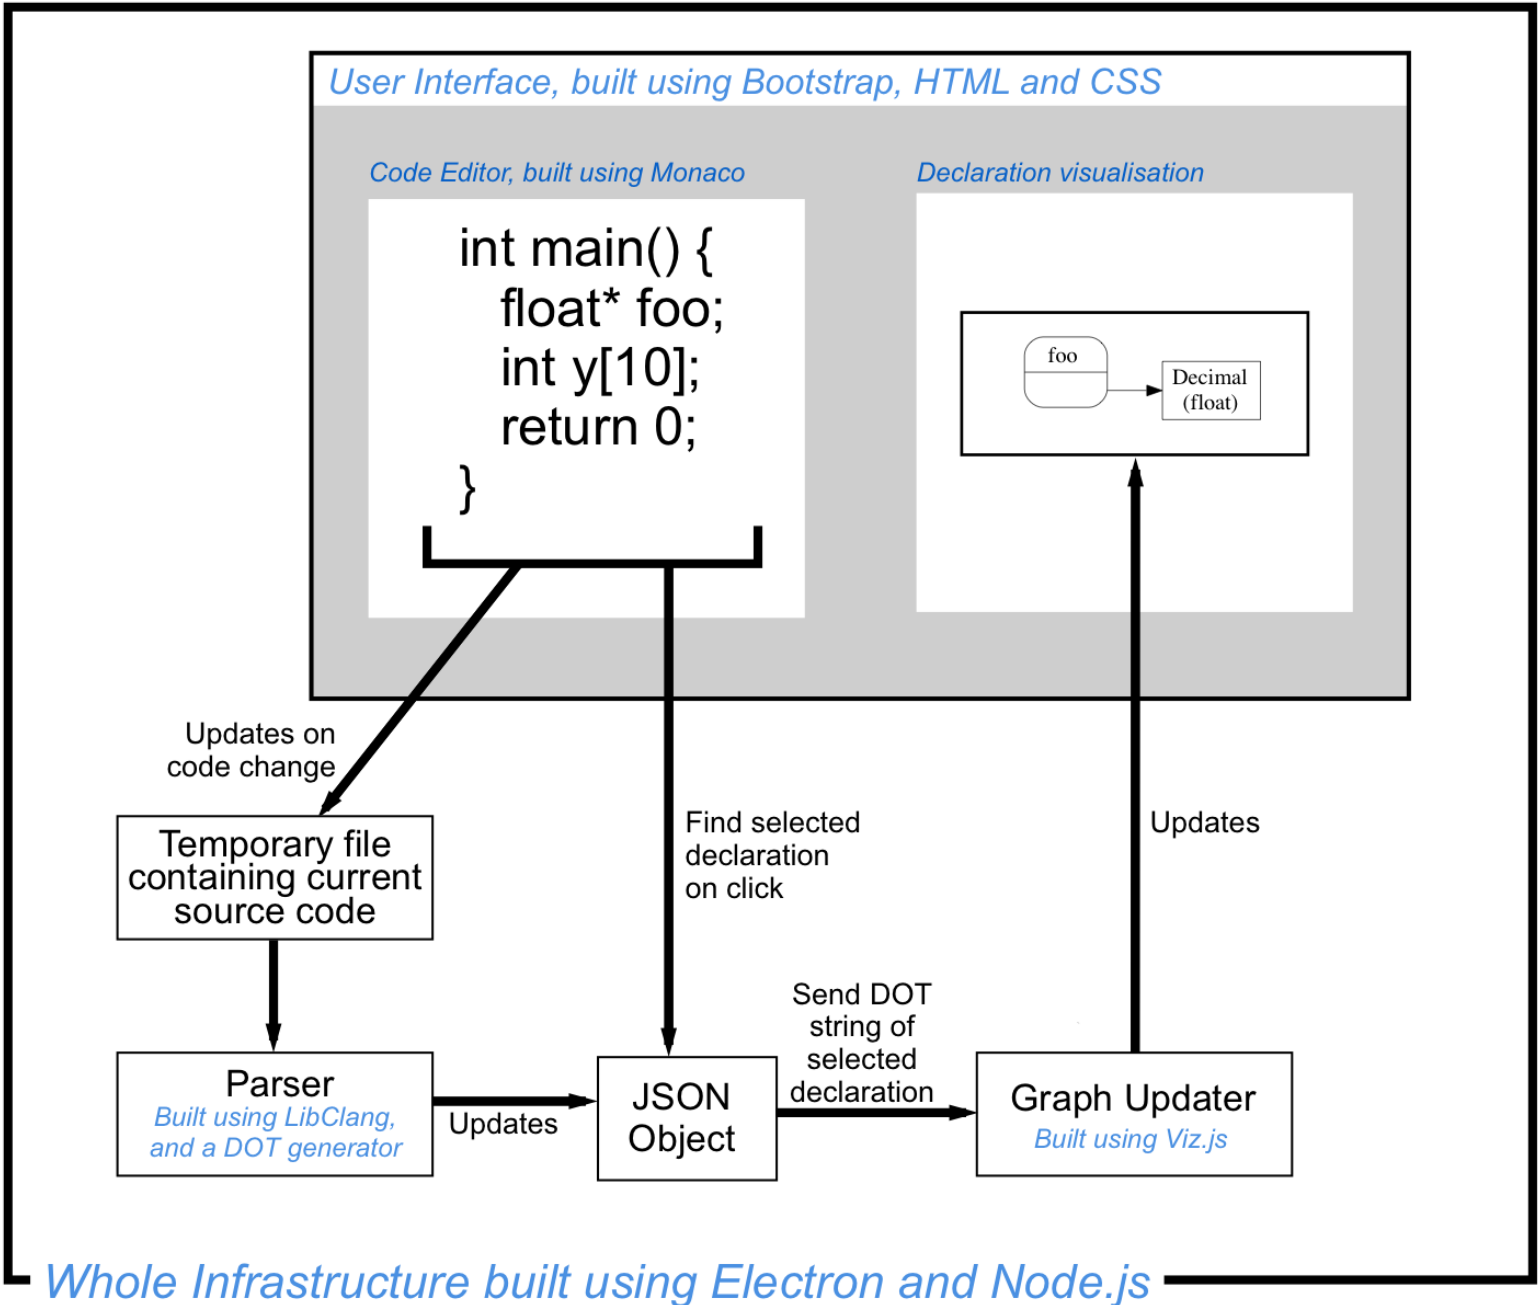 User Interface, built using Bootstrap, HTML and CSS
Code Editor, built using Monaco
int main() {
float* foo;
int y[10];
return 0;
}
Declaration visualisation
foo
Decimal
(float)
Updates on
code change
Find selected
declaration
on click
Updates
Temporary file
containing current
source code
Send DOT
string of
selected
declaration
Parser
Built using LibClang,
and a DOT generator
Updates
JSON
Object
Graph Updater
Built using Viz.js
Whole Infrastructure built using Electron and Node.js